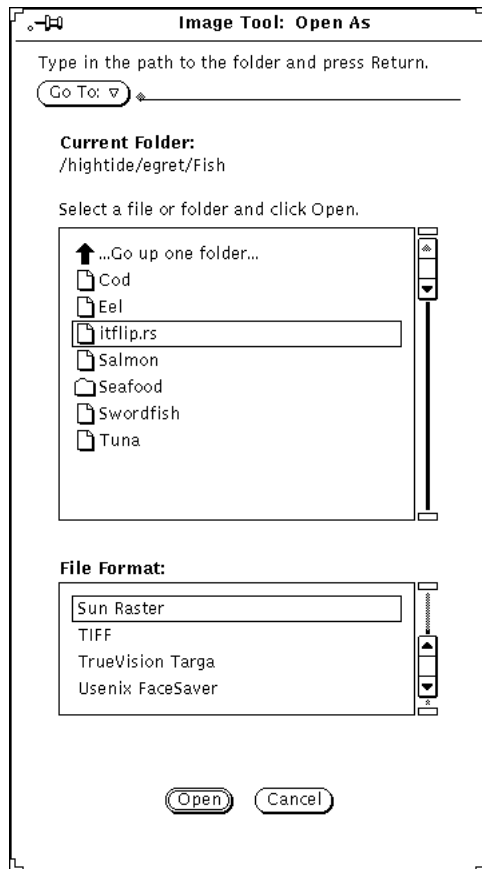 Image Tool: Open As
Type in the path to the folder and press Return.
Go To:
Current Folder:
/hightide/egret/Fish
Select a file or folder and click Open.
...Go up one folder...
Cod
Eel
itflip.rs
Salmon
Seafood
Swordfish
Tuna
File Format:
Sun Raster
TIFF
TrueVision Targa
Usenix FaceSaver
Open Cancel